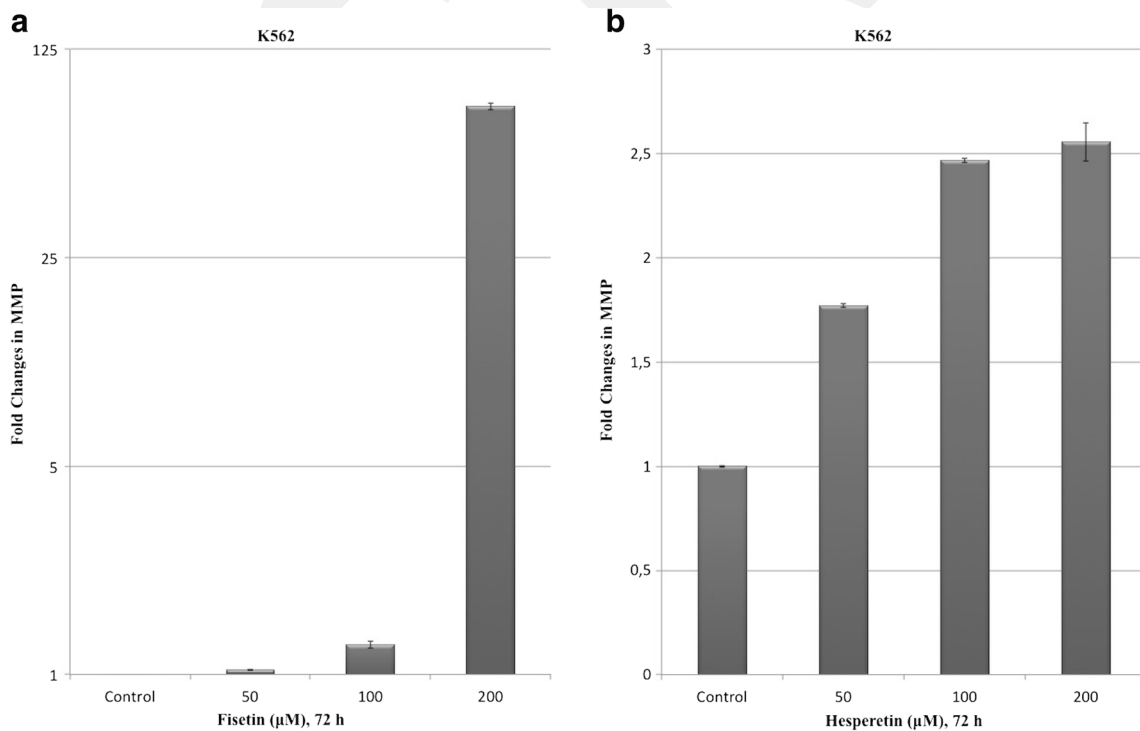 a
K562
125
25
5
1
Fold Changes in MMP
Control 50 100 200
Fisetin (µM), 72 h
b
K562
3
2,5
2
1,5
1
0,5
0
Fold Changes in MMP
Control 50 100 200
Hesperetin (µM), 72 h